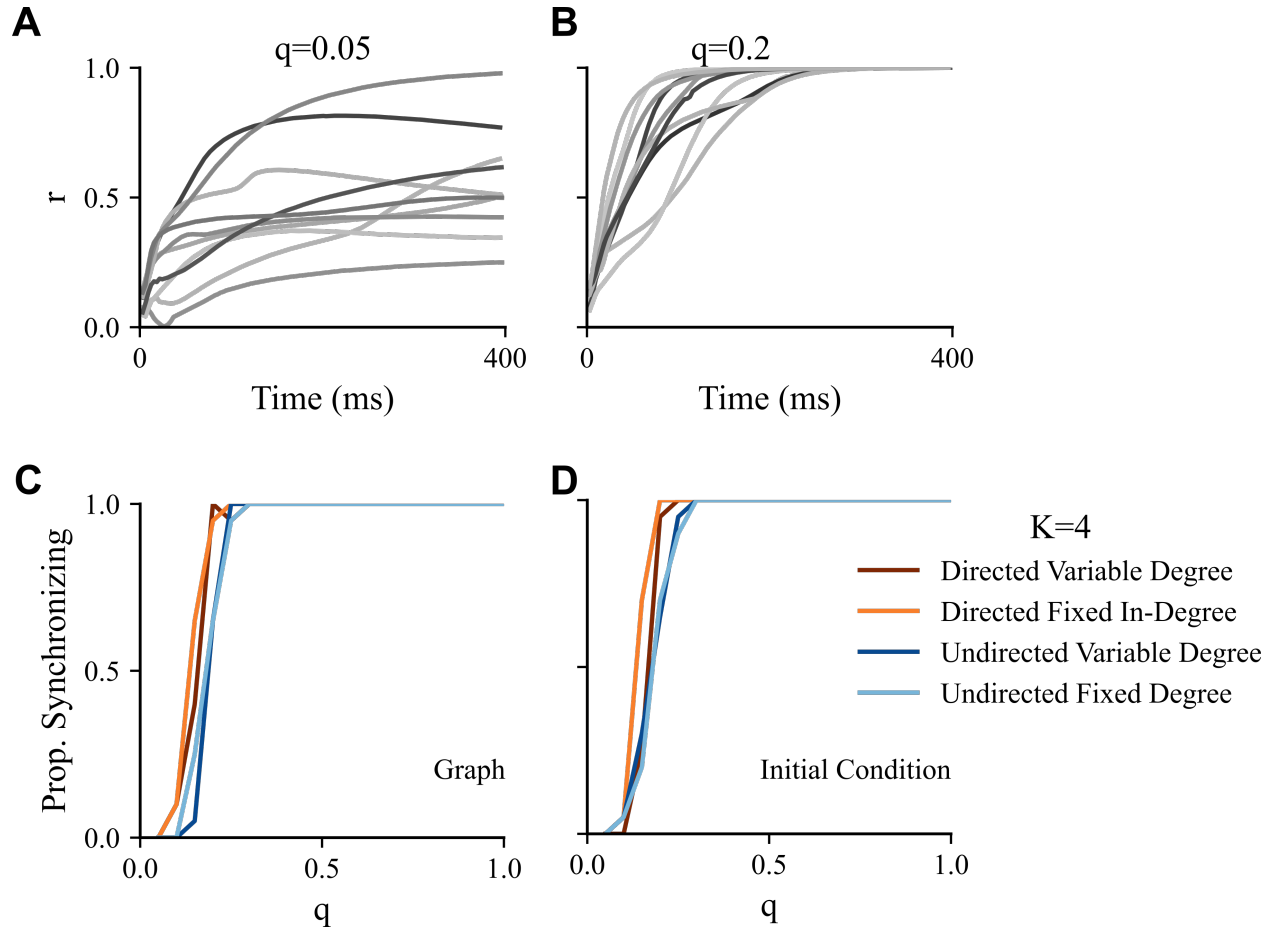 A
B
q=0.05
q=0.2
1.0
0.5
0.0
r
0
400
0
400
Time (ms)
Time (ms)
C
D
1.0
0.5
0.0
Prop. Synchronizing
K=4
Directed Variable Degree
Directed Fixed In-Degree
Undirected Variable Degree
Undirected Fixed Degree
Graph
Initial Condition
0.0
0.5
1.0
0.0
0.5
1.0
q
q